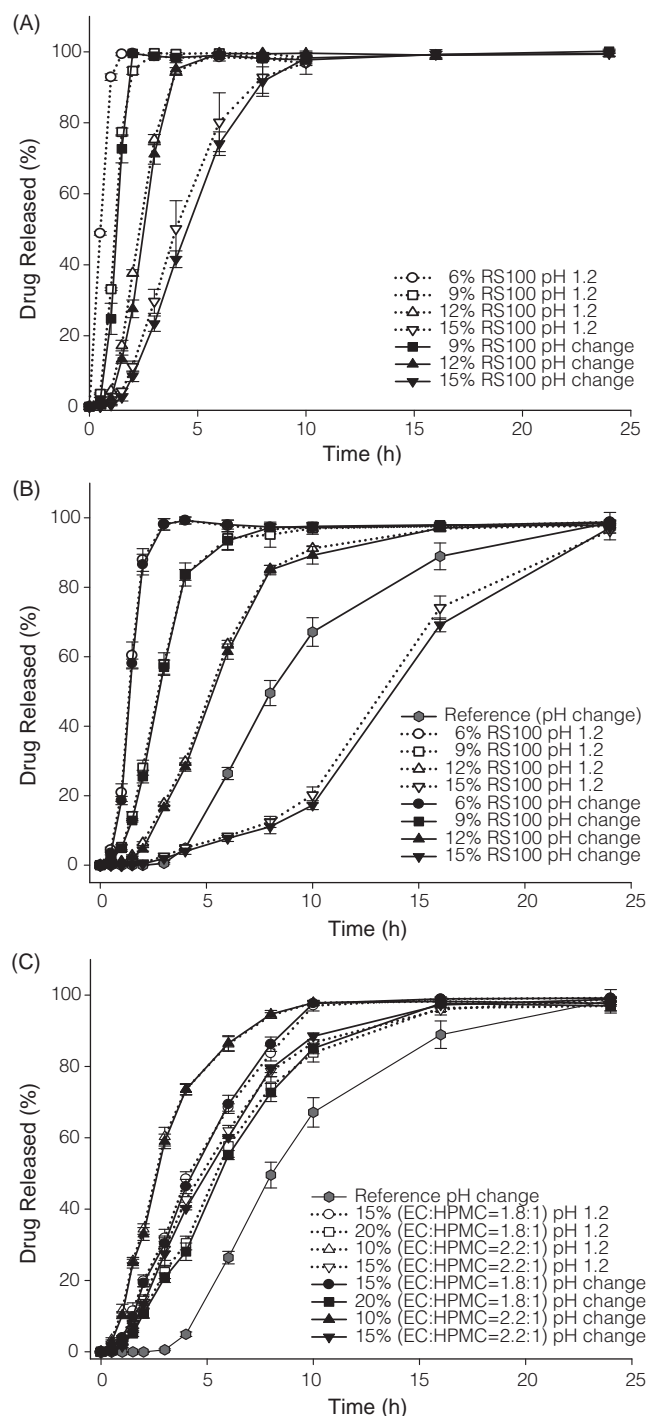 (A)
100
80
60
40
20
0
Drug Released (%)
6% RS100 pH 1.2
9% RS100 pH 1.2
12% RS100 pH 1.2
15% RS100 pH 1.2
9% RS100 pH change
12% RS100 pH change
15% RS100 pH change
0 5 10 15 20 25
Time (h)
(B)
100
80
60
40
20
0
Drug Released (%)
Reference (pH change)
6% RS100 pH 1.2
9% RS100 pH 1.2
12% RS100 pH 1.2
15% RS100 pH 1.2
6% RS100 pH change
9% RS100 pH change
12% RS100 pH change
15% RS100 pH change
0 5 10 15 20 25
Time (h)
(C)
100
80
60
40
20
0
Drug Released (%)
Reference pH change
15% (EC:HPMC=1.8:1) pH 1.2
20% (EC:HPMC=1.8:1) pH 1.2
10% (EC:HPMC=2.2:1) pH 1.2
15% (EC:HPMC=2.2:1) pH 1.2
15% (EC:HPMC=1.8:1) pH change
20% (EC:HPMC=1.8:1) pH change
10% (EC:HPMC=2.2:1) pH change
15% (EC:HPMC=2.2:1) pH change
0 5 10 15 20 25
Time (h)